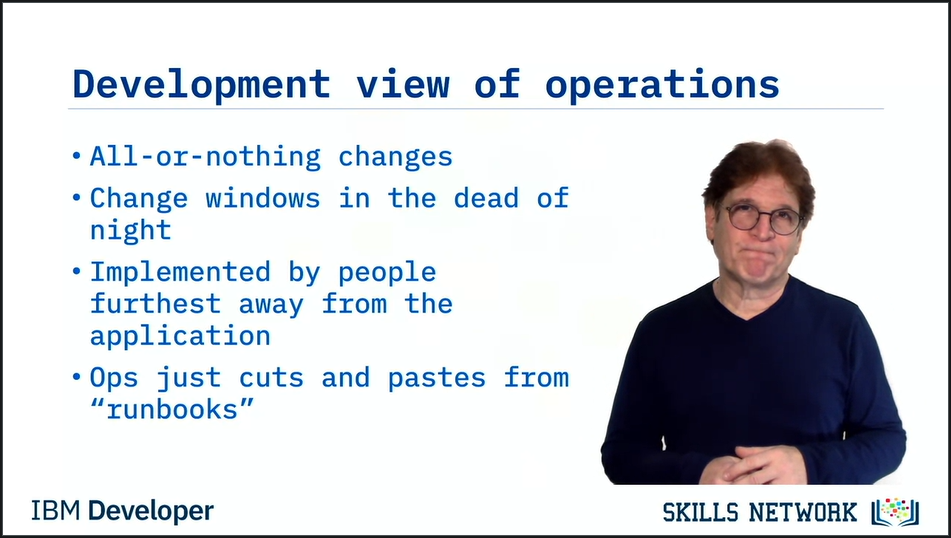 Development view of operations
• All-or-nothing changes
• Change windows in the dead of
night
• Implemented by people
furthest away from the
application
• Ops just cuts and pastes from
“runbooks”
IBM Developer
SKILLS NETWORK